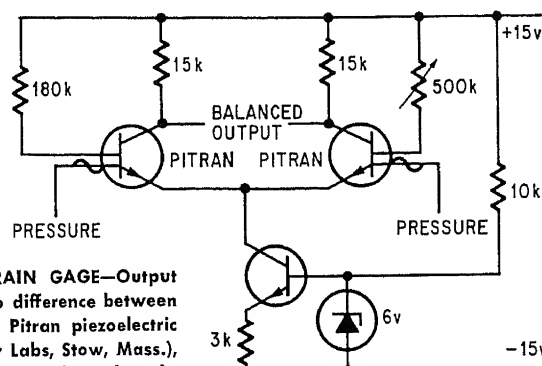 +15v
180k
15k
15k
500k
BALANCED
OUTPUT
PITRAN
PITRAN
10k
PRESSURE
PRESSURE
RAIN GAGE—Output
o difference between
Pitran piezoelectric
Labs, Stow, Mass.),
3k
6v
−15v